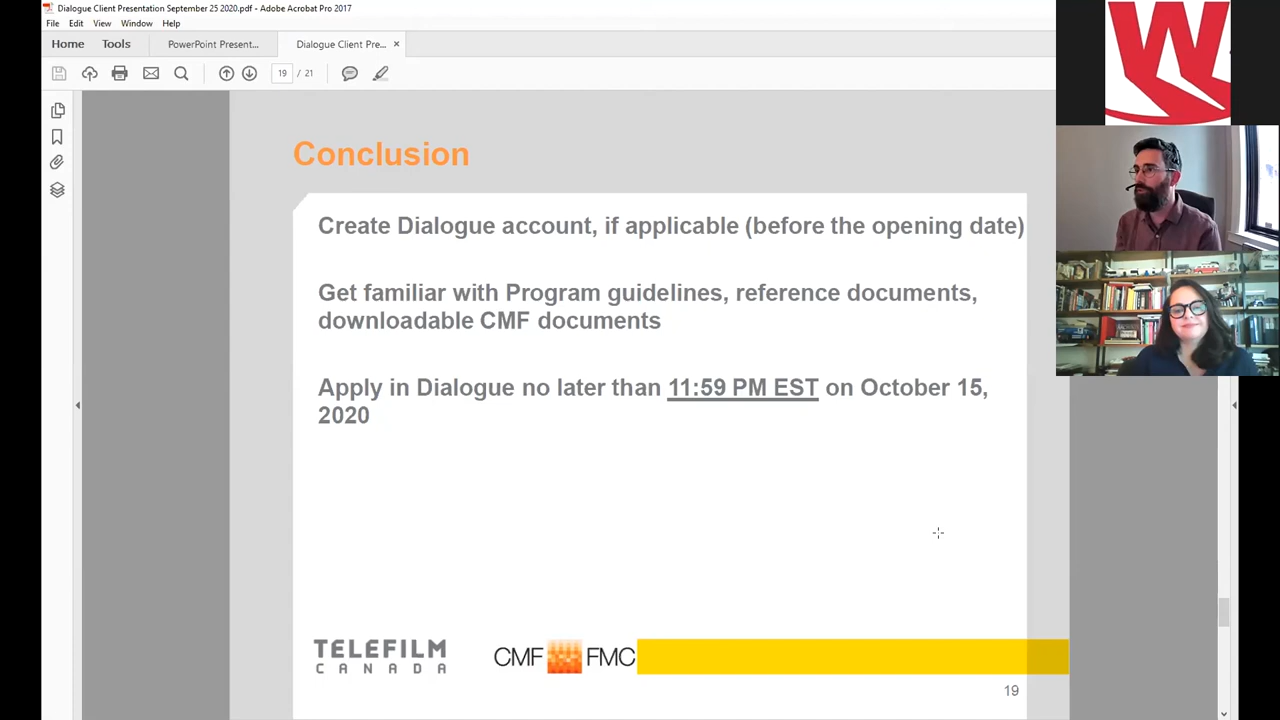 Dialogue Client Presentation September 25 2020.pdf - Adobe Acrobat Pro 2017
File Edit View Window Help
Home Tools PowerPoint Present... Dialogue Client Pre... ×
19 / 21
Conclusion
Create Dialogue account, if applicable (before the opening date)
Get familiar with Program guidelines, reference documents,
downloadable CMF documents
Apply in Dialogue no later than 11:59 PM EST on October 15,
2020
TELEFILM
CANADA
CMF FMC
19
W